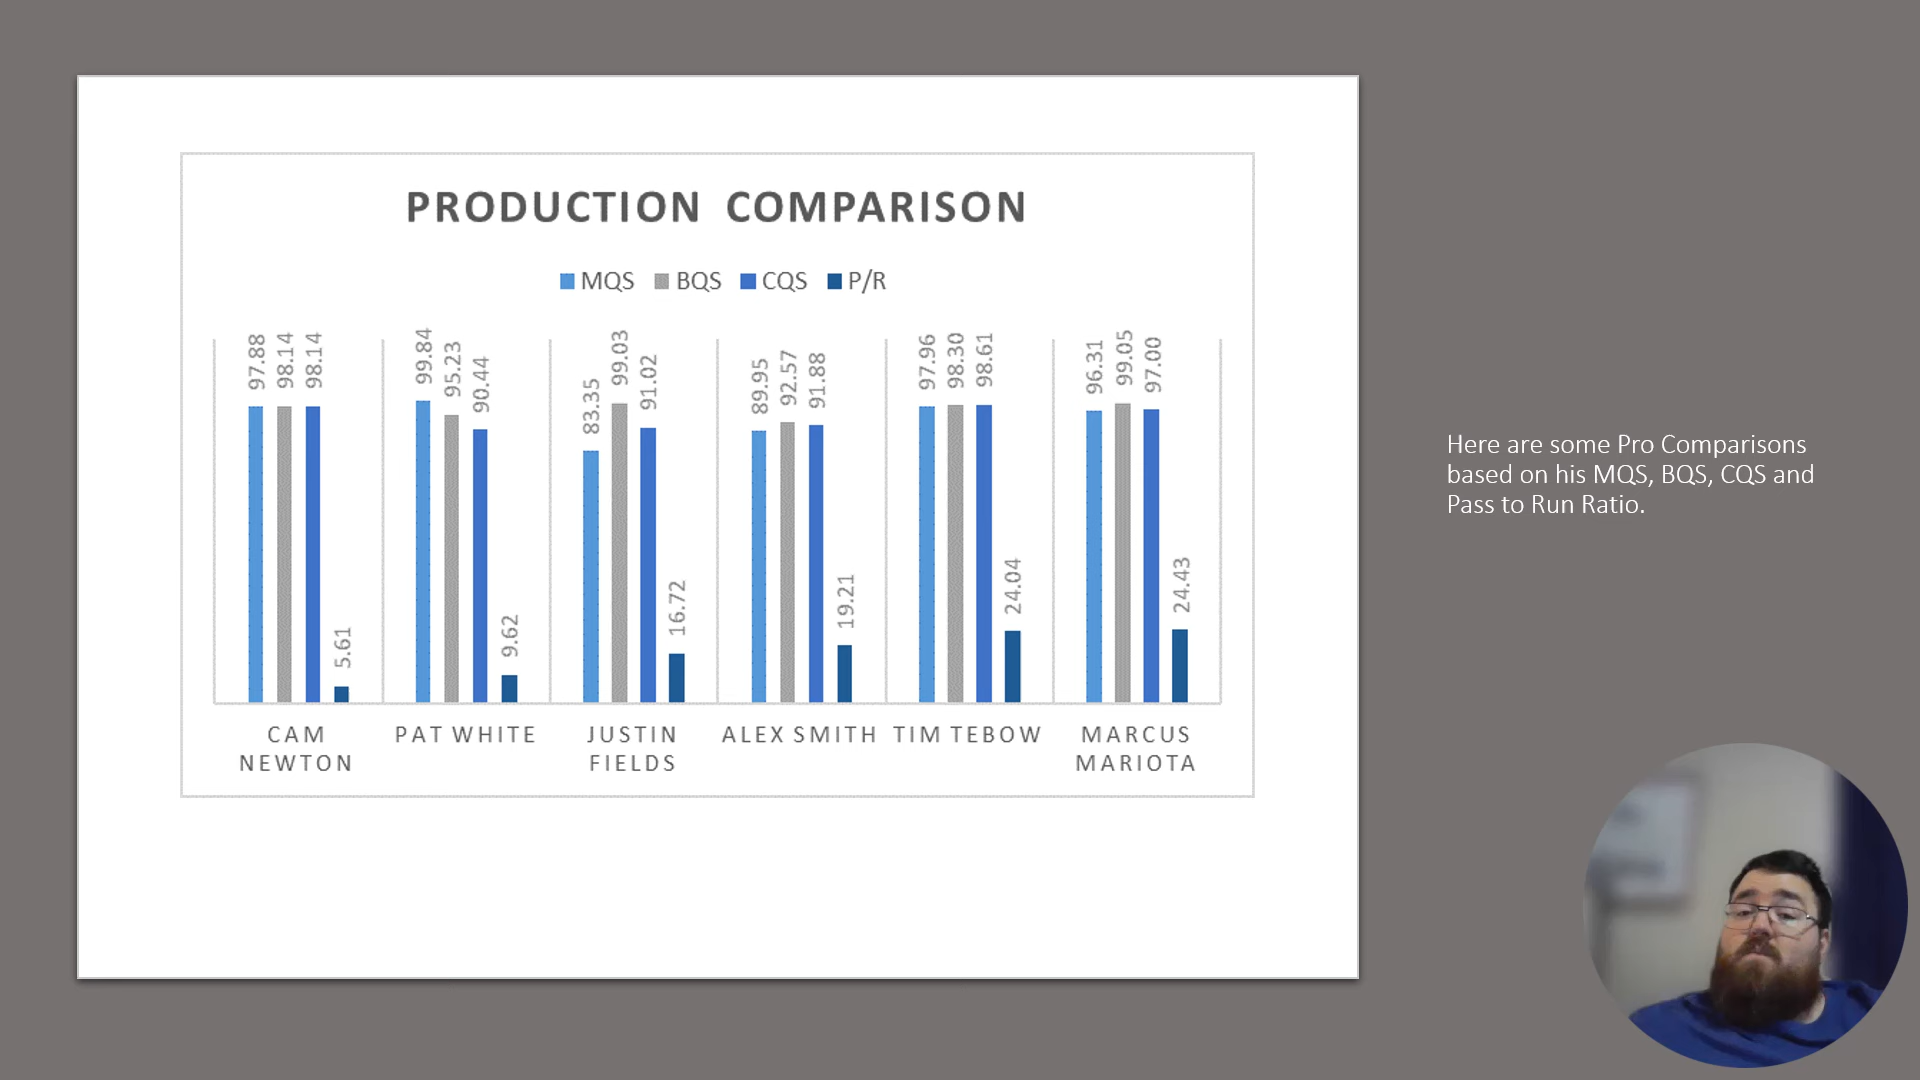 PRODUCTION COMPARISON
MQS BQS CQS P/R
97.88 98.14 98.14 5.61
99.84 95.23 90.44 9.62
83.35 99.03 91.02 16.72
89.95 92.57 91.88 19.21
97.96 98.30 98.61 24.04
96.31 99.05 97.00 24.43
CAM
NEWTON
PAT WHITE
JUSTIN
FIELDS
ALEX SMITH
TIM TEBOW
MARCUS
MARIOTA
Here are some Pro Comparisons
based on his MQS, BQS, CQS and
Pass to Run Ratio.